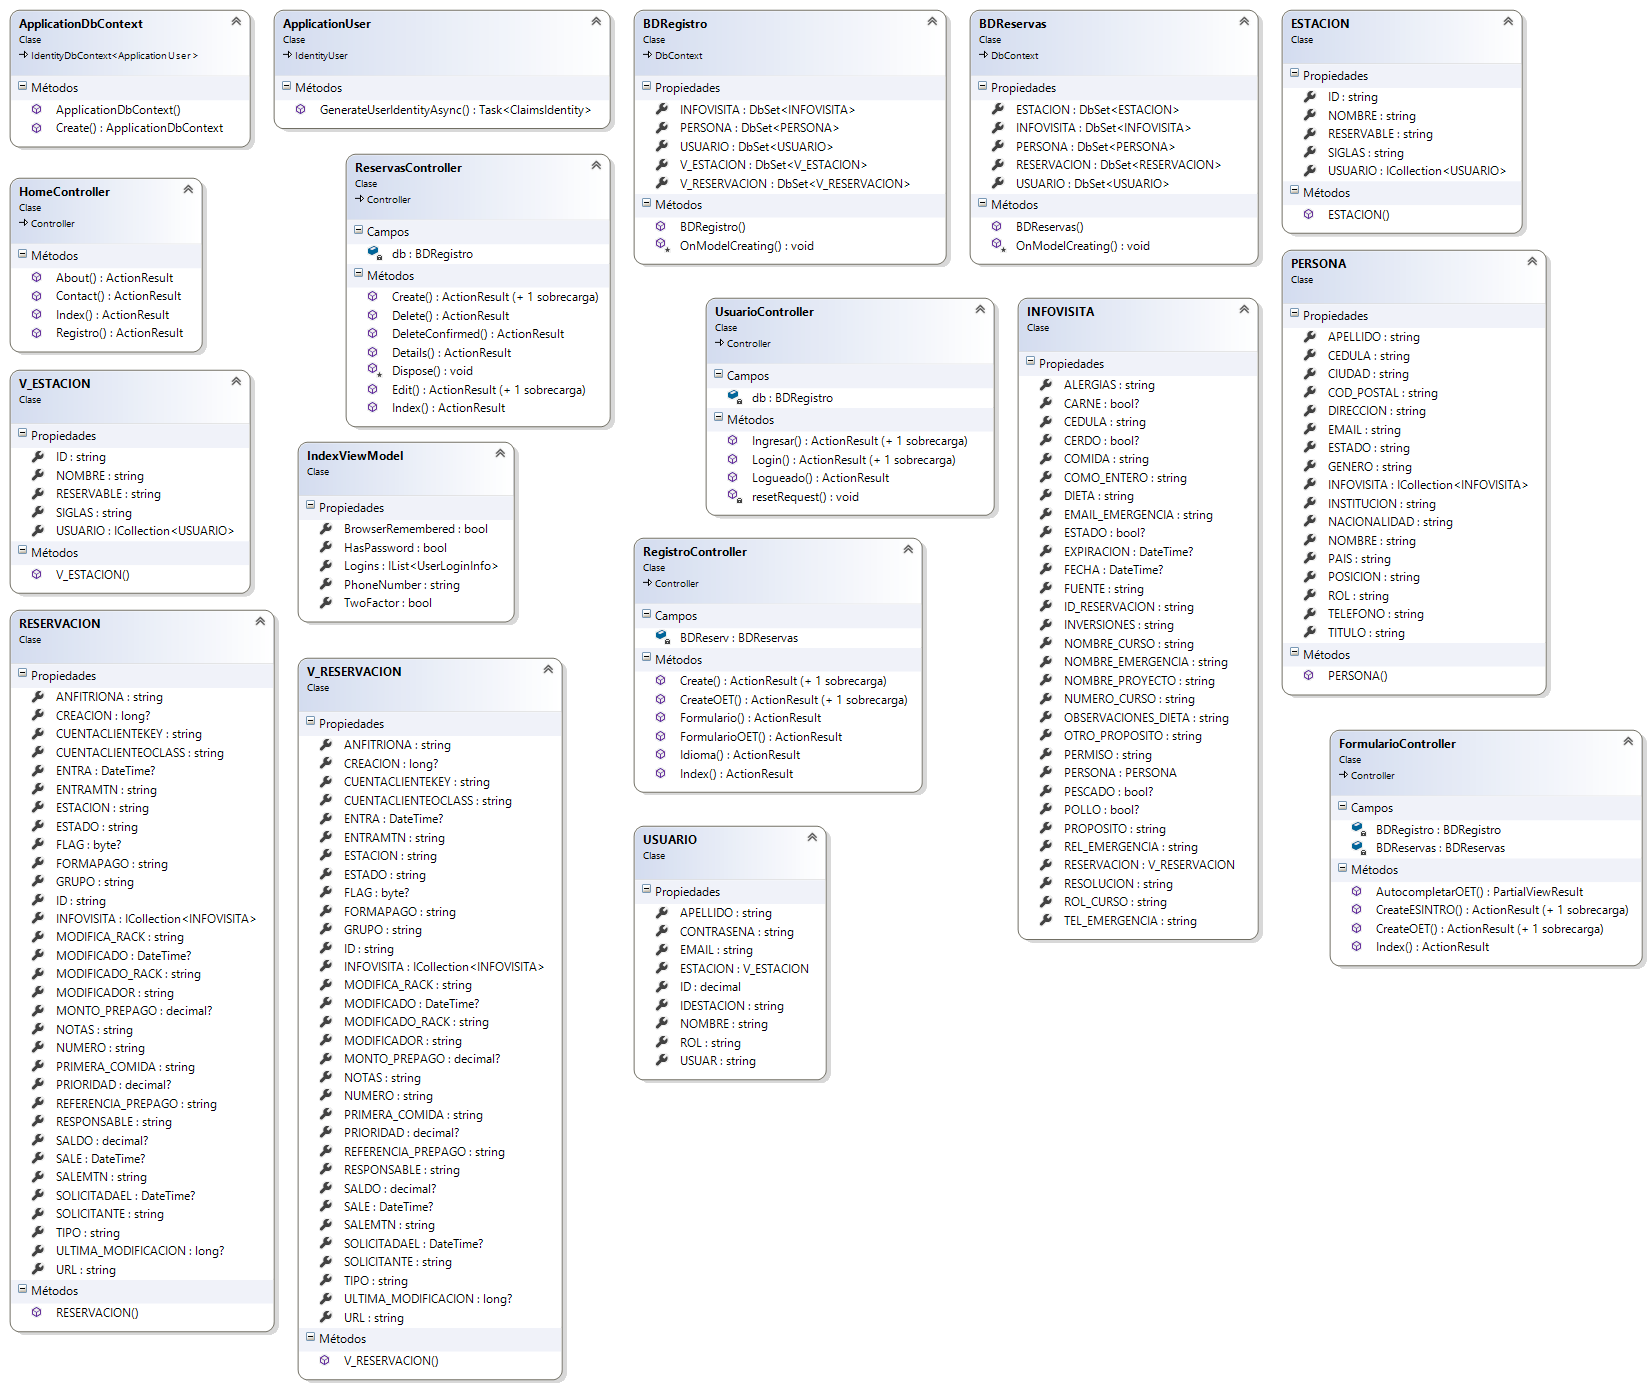 ApplicationDbContext
Clase
IdentityDbContext<ApplicationUser>
Métodos
ApplicationDbContext()
Create() : ApplicationDbContext
ApplicationUser
Clase
IdentityUser
Métodos
GenerateUserIdentityAsync() : Task<ClaimsIdentity>
BDRegistro
Clase
DbContext
Propiedades
INFOVISITA : DbSet<INFOVISITA>
PERSONA : DbSet<PERSONA>
USUARIO : DbSet<USUARIO>
V_ESTACION : DbSet<V_ESTACION>
V_RESERVACION : DbSet<V_RESERVACION>
Métodos
BDRegistro()
OnModelCreating() : void
BDReservas
Clase
DbContext
Propiedades
ESTACION : DbSet<ESTACION>
INFOVISITA : DbSet<INFOVISITA>
PERSONA : DbSet<PERSONA>
RESERVACION : DbSet<RESERVACION>
USUARIO : DbSet<USUARIO>
Métodos
BDReservas()
OnModelCreating() : void
ESTACION
Clase
Propiedades
ID : string
NOMBRE : string
RESERVABLE : string
SIGLAS : string
USUARIO : ICollection<USUARIO>
Métodos
ESTACION()
HomeController
Clase
Controller
Métodos
About() : ActionResult
Contact() : ActionResult
Index() : ActionResult
Registro() : ActionResult
ReservasController
Clase
Controller
Campos
db : BDRegistro
Métodos
Create() : ActionResult (+ 1 sobrecarga)
Delete() : ActionResult
DeleteConfirmed() : ActionResult
Details() : ActionResult
Dispose() : void
Edit() : ActionResult (+ 1 sobrecarga)
Index() : ActionResult
UsuarioController
Clase
Controller
Campos
db : BDRegistro
Métodos
Ingresar() : ActionResult (+ 1 sobrecarga)
Login() : ActionResult (+ 1 sobrecarga)
Logueado() : ActionResult
resetRequest() : void
INFOVISITA
Clase
Propiedades
ALERGIAS : string
CARNE : bool?
CEDULA : string
CERDO : bool?
COMIDA : string
COMO_ENTERO : string
DIETA : string
EMAIL_EMERGENCIA : string
ESTADO : bool?
EXPIRACION : DateTime?
FECHA : DateTime?
FUENTE : string
ID_RESERVACION : string
INVERSIONES : string
NOMBRE_CURSO : string
NOMBRE_EMERGENCIA : string
NOMBRE_PROYECTO : string
NUMERO_CURSO : string
OBSERVACIONES_DIETA : string
OTRO_PROPOSITO : string
PERMISO : string
PERSONA : PERSONA
PESCADO : bool?
POLLO : bool?
PROPOSITO : string
REL_EMERGENCIA : string
RESERVACION : V_RESERVACION
RESOLUCION : string
ROL_CURSO : string
TEL_EMERGENCIA : string
PERSONA
Clase
Propiedades
APELLIDO : string
CEDULA : string
CIUDAD : string
COD_POSTAL : string
DIRECCION : string
EMAIL : string
ESTADO : string
GENERO : string
INFOVISITA : ICollection<INFOVISITA>
INSTITUCION : string
NACIONALIDAD : string
NOMBRE : string
PAIS : string
POSICION : string
ROL : string
TELEFONO : string
TITULO : string
Métodos
PERSONA()
V_ESTACION
Clase
Propiedades
ID : string
NOMBRE : string
RESERVABLE : string
SIGLAS : string
USUARIO : ICollection<USUARIO>
Métodos
V_ESTACION()
IndexViewModel
Clase
Propiedades
BrowserRemembered : bool
HasPassword : bool
Logins : IList<UserLoginInfo>
PhoneNumber : string
TwoFactor : bool
RegistroController
Clase
Controller
Campos
BDReserv : BDReservas
Métodos
Create() : ActionResult (+ 1 sobrecarga)
CreateOET() : ActionResult (+ 1 sobrecarga)
Formulario() : ActionResult
FormularioOET() : ActionResult
Idioma() : ActionResult
Index() : ActionResult
RESERVACION
Clase
Propiedades
ANFITRIONA : string
CREACION : long?
CUENTACLIENTEKEY : string
CUENTACLIENTEOCLASS : string
ENTRA : DateTime?
ENTRAMTN : string
ESTACION : string
ESTADO : string
FLAG : byte?
FORMAPAGO : string
GRUPO : string
ID : string
INFOVISITA : ICollection<INFOVISITA>
MODIFICA_RACK : string
MODIFICADO : DateTime?
MODIFICADO_RACK : string
MODIFICADOR : string
MONTO_PREPAGO : decimal?
NOTAS : string
NUMERO : string
PRIMERA_COMIDA : string
PRIORIDAD : decimal?
REFERENCIA_PREPAGO : string
RESPONSABLE : string
SALDO : decimal?
SALE : DateTime?
SALEMTN : string
SOLICITADAEL : DateTime?
SOLICITANTE : string
TIPO : string
ULTIMA_MODIFICACION : long?
URL : string
Métodos
RESERVACION()
V_RESERVACION
Clase
Propiedades
ANFITRIONA : string
CREACION : long?
CUENTACLIENTEKEY : string
CUENTACLIENTEOCLASS : string
ENTRA : DateTime?
ENTRAMTN : string
ESTACION : string
ESTADO : string
FLAG : byte?
FORMAPAGO : string
GRUPO : string
ID : string
INFOVISITA : ICollection<INFOVISITA>
MODIFICA_RACK : string
MODIFICADO : DateTime?
MODIFICADO_RACK : string
MODIFICADOR : string
MONTO_PREPAGO : decimal?
NOTAS : string
NUMERO : string
PRIMERA_COMIDA : string
PRIORIDAD : decimal?
REFERENCIA_PREPAGO : string
RESPONSABLE : string
SALDO : decimal?
SALE : DateTime?
SALEMTN : string
SOLICITADAEL : DateTime?
SOLICITANTE : string
TIPO : string
ULTIMA_MODIFICACION : long?
URL : string
Métodos
V_RESERVACION()
USUARIO
Clase
Propiedades
APELLIDO : string
CONTRASENA : string
EMAIL : string
ESTACION : V_ESTACION
ID : decimal
IDESTACION : string
NOMBRE : string
ROL : string
USUAR : string
FormularioController
Clase
Controller
Campos
BDRegistro : BDRegistro
BDReservas : BDReservas
Métodos
AutocompletarOET() : PartialViewResult
CreateESINTRO() : ActionResult (+ 1 sobrecarga)
CreateOET() : ActionResult (+ 1 sobrecarga)
Index() : ActionResult